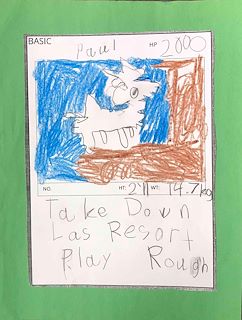 BASIC Paul HP 2000
NO. HT: 2'11 WT: 14.7kg
Take Down
Las Resort
Play Rough